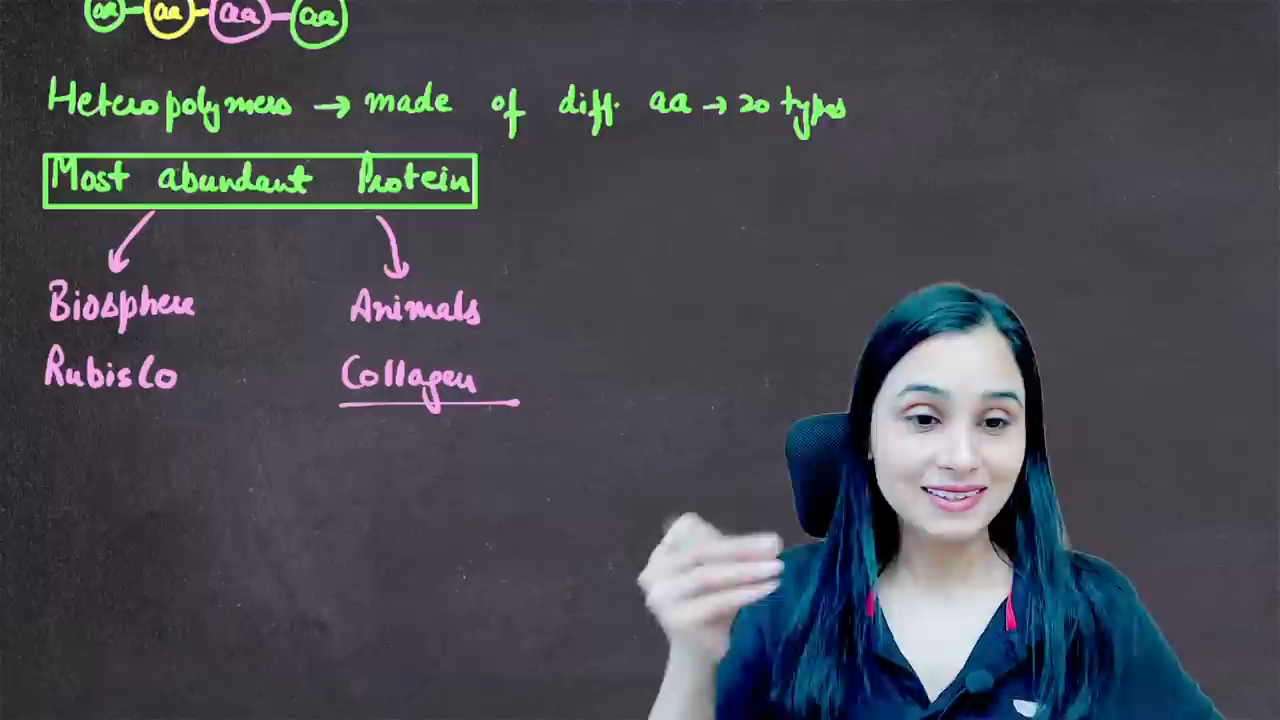 aa - aa - aa - aa
Heteropolymers → made of diff. aa → 20 types
Most abundant Protein
Biosphere Animals
RubisCo Collagen